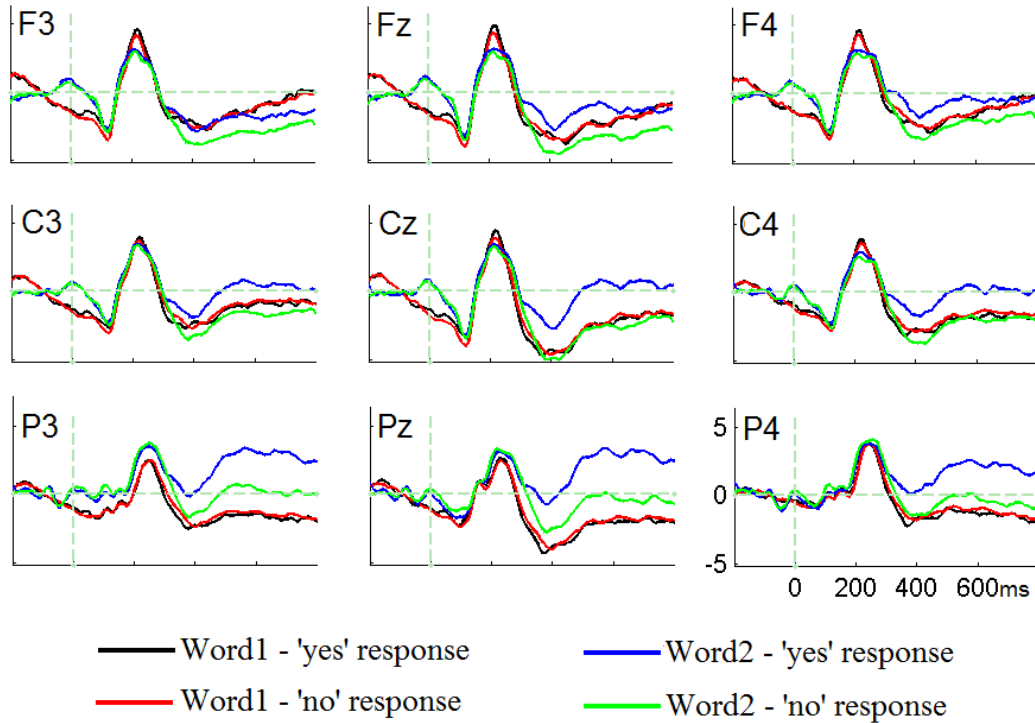 F3 Fz F4
C3 Cz C4
P3 Pz P4
5
0
-5
0 200 400 600ms
Word1 - 'yes' response Word2 - 'yes' response
Word1 - 'no' response Word2 - 'no' response